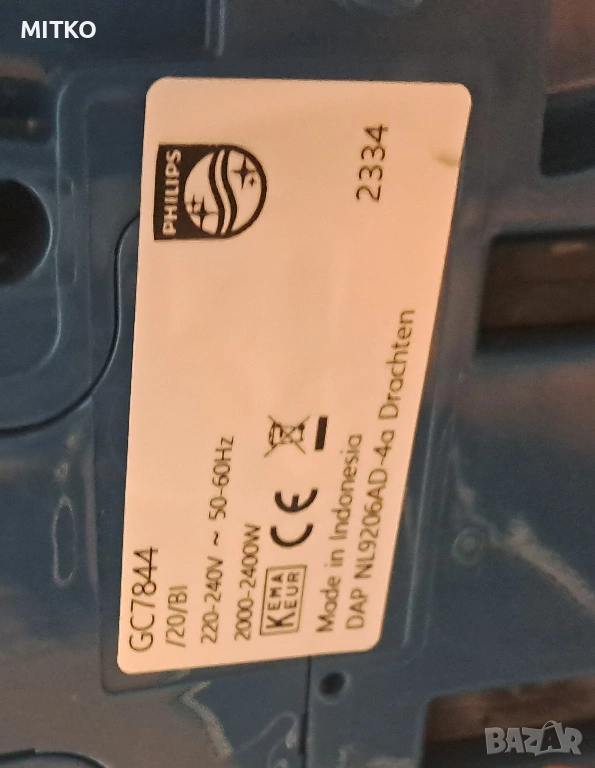 MITKO
PHILIPS
2334
GC7844
/20/BI
220-240V ~ 50-60Hz
2000-2400W
KEMA
KEUR
CE
Made in Indonesia
DAP NL9206AD-4a Drachten
BAZAR